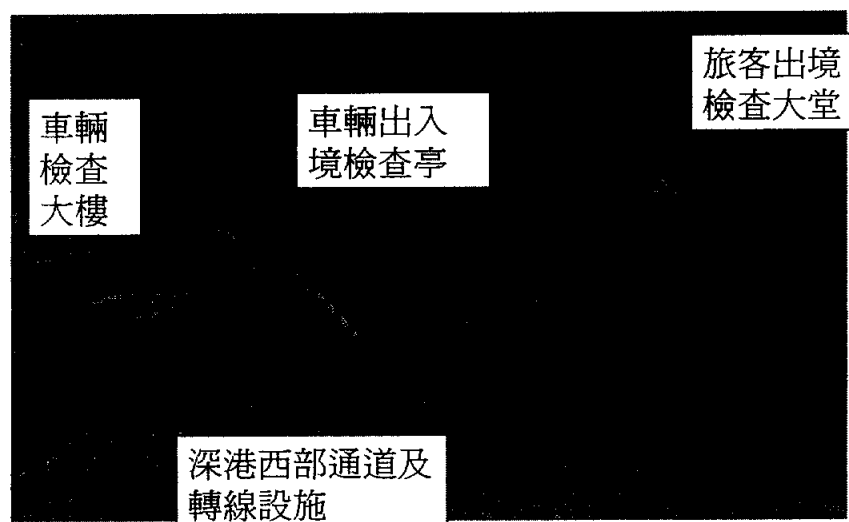 旅客出境
檢查大堂
車輛出入
境檢查亭
車輛
檢查
大樓
深港西部通道及
轉線設施